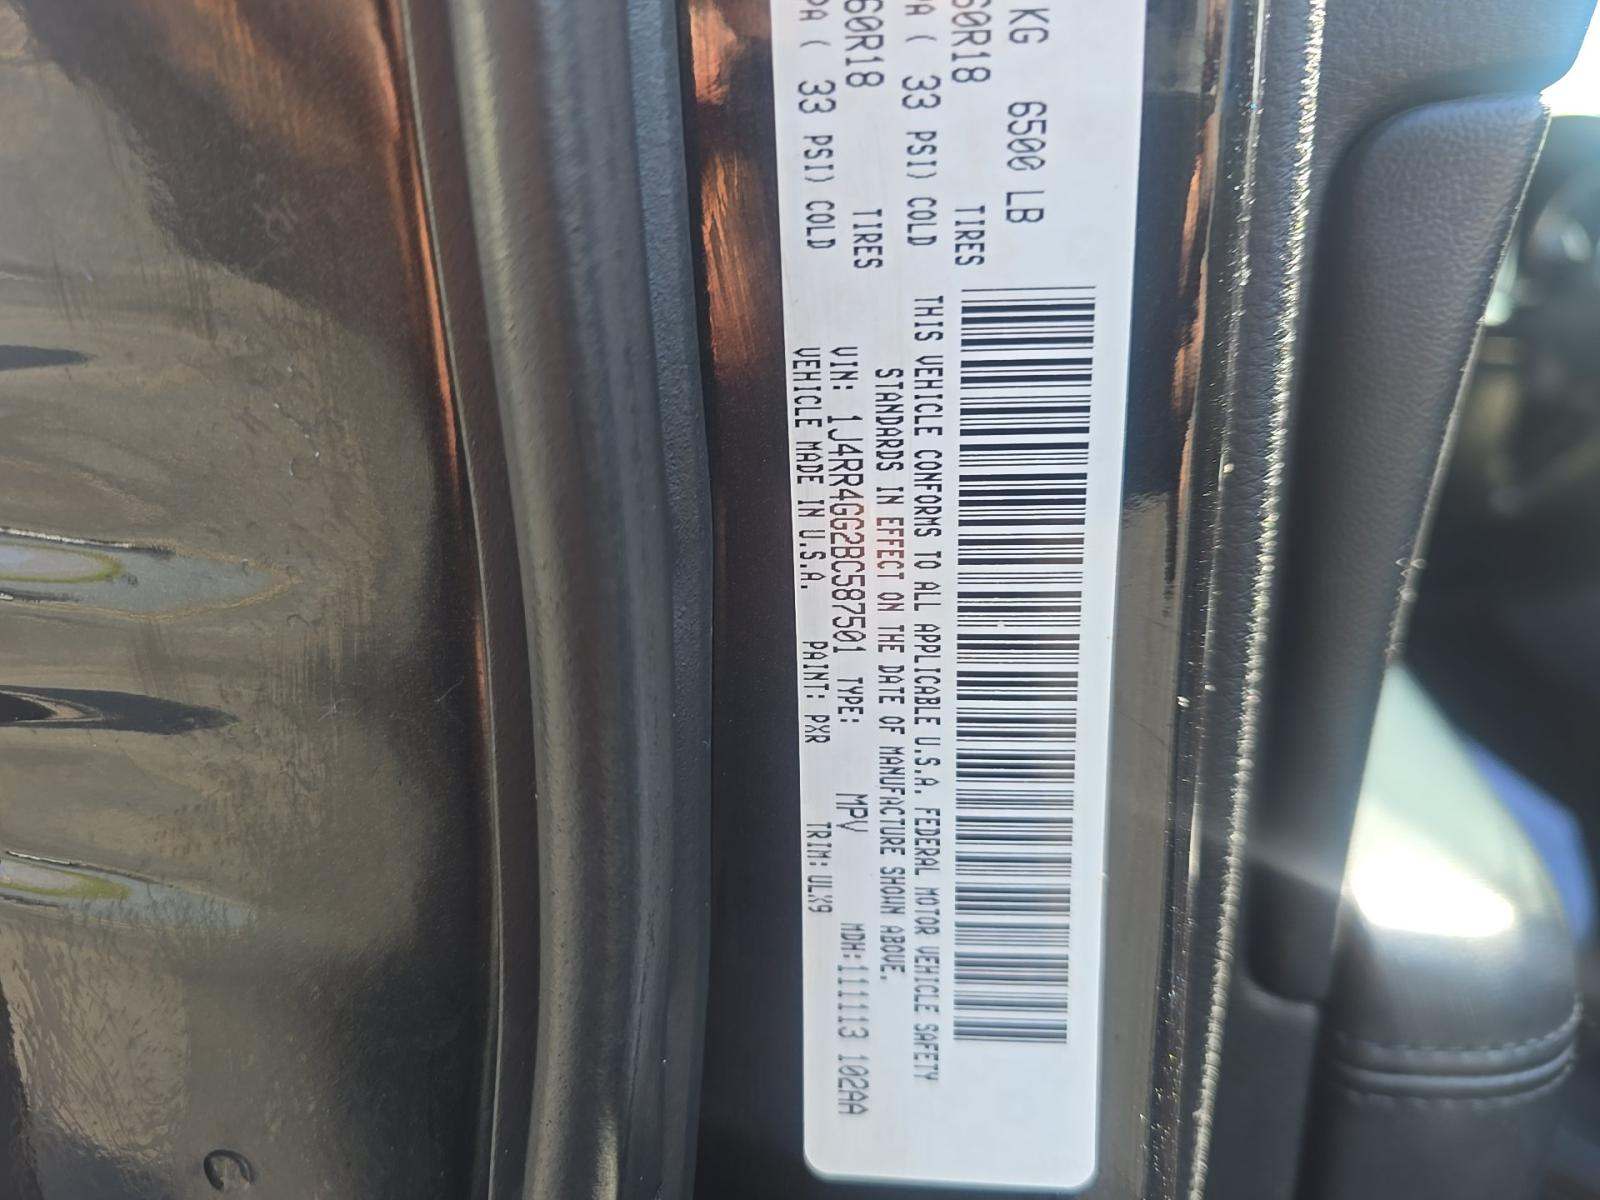 KG 6500 LB
60R18 TIRES
PA ( 33 PSI) COLD
60R18 TIRES
PA ( 33 PSI) COLD
THIS VEHICLE CONFORMS TO ALL APPLICABLE U.S.A. FEDERAL MOTOR VEHICLE SAFETY
STANDARDS IN EFFECT ON THE DATE OF MANUFACTURE SHOWN ABOVE.
VIN: 1J4RR4GG2BC587501 TYPE: MPV MDH:111113 102AA
VEHICLE MADE IN U.S.A. PAINT: PXR TRIM: ULX9
C